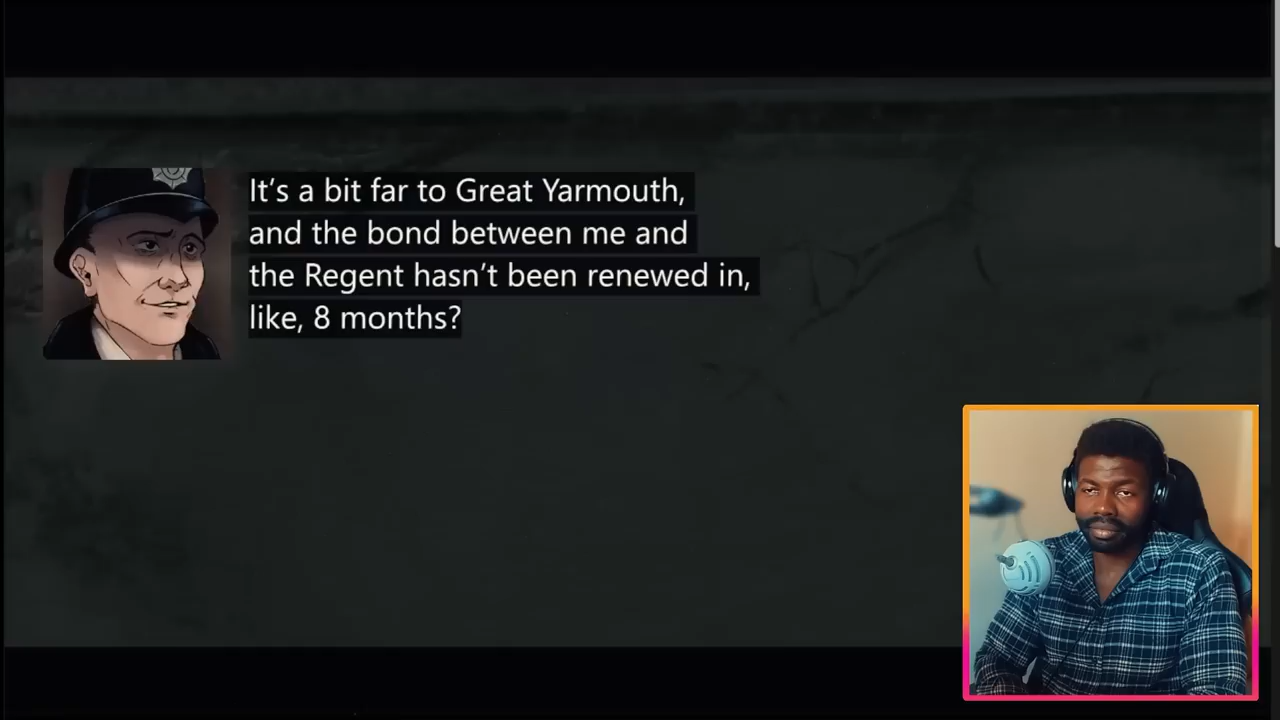 It’s a bit far to Great Yarmouth,
and the bond between me and
the Regent hasn’t been renewed in,
like, 8 months?